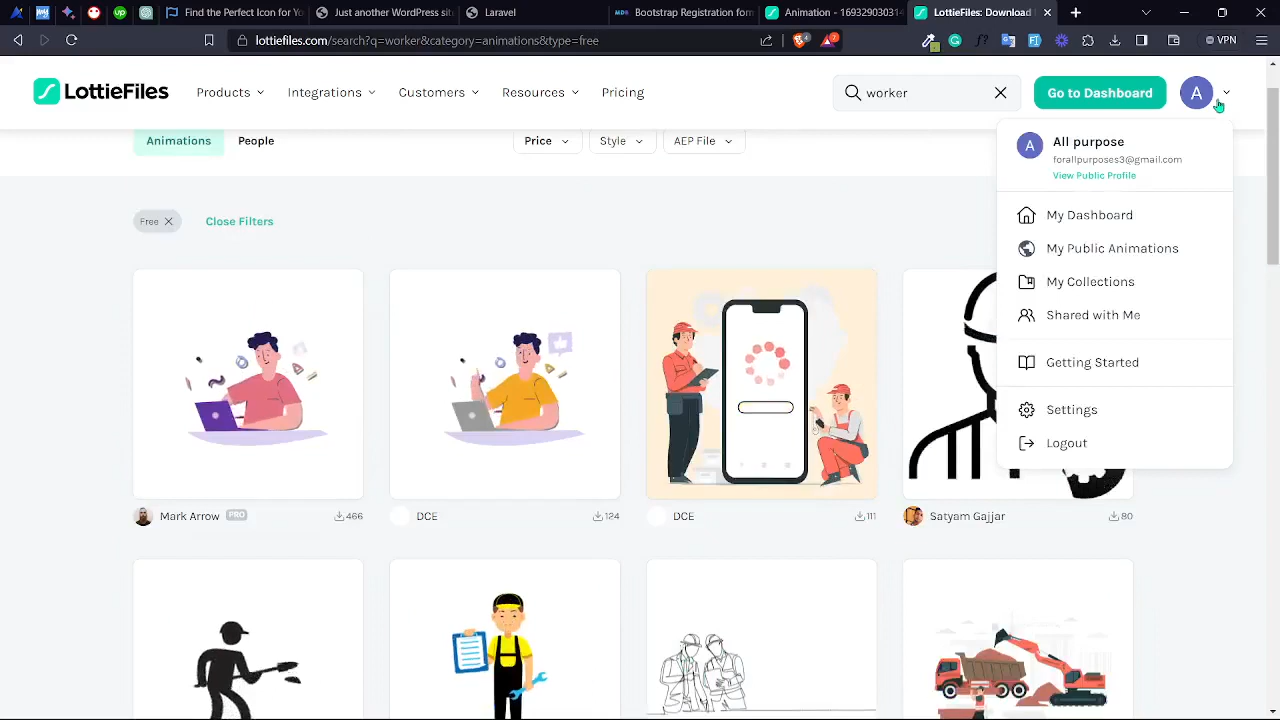 Find the Perfect Icon for Yo
Just another WordPress sit
Laravel
Bootstrap Registration form
Animation - 169329030314
LottieFiles: Download
lottiefiles.com/search?q=worker&category=animations&type=free
VPN
LottieFiles
Products
Integrations
Customers
Resources
Pricing
worker
Go to Dashboard
A
Animations
People
Price
Style
AEP File
A
All purpose
forallpurposes3@gmail.com
View Public Profile
My Dashboard
My Public Animations
My Collections
Shared with Me
Getting Started
Settings
Logout
Free
Close Filters
Mark Arrow PRO
466
DCE
124
DCE
111
Satyam Gajjar
80